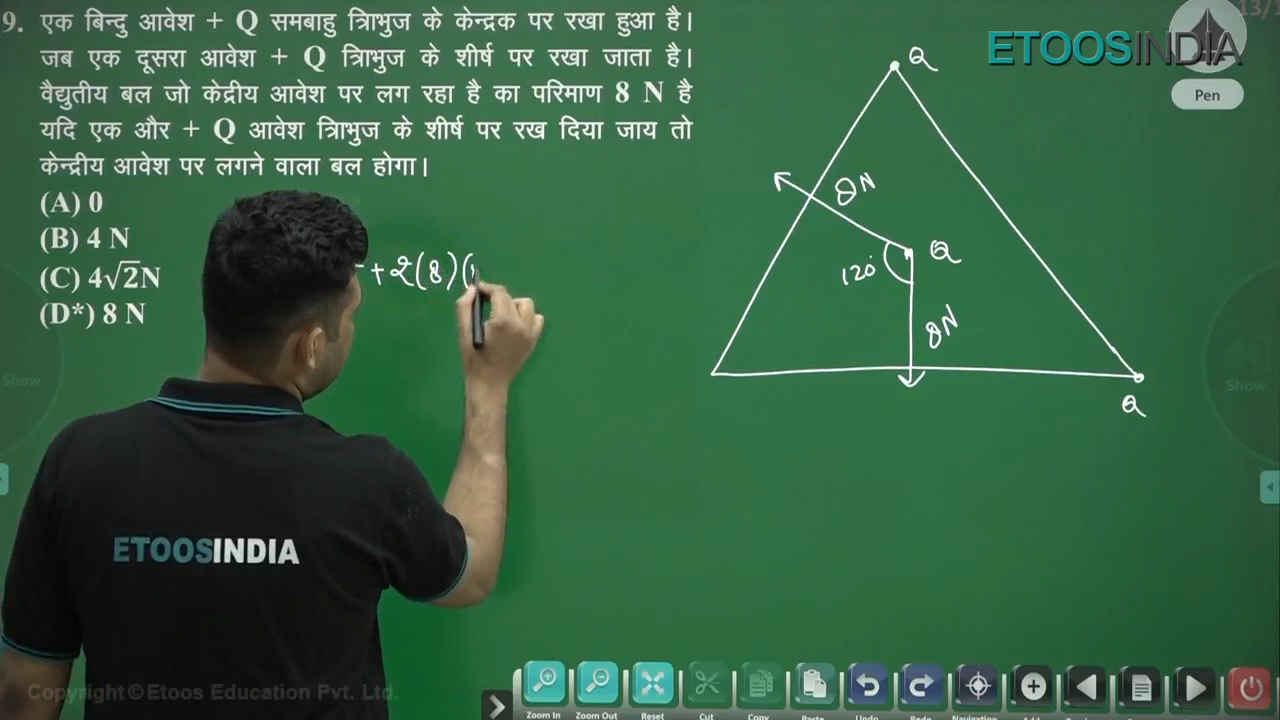 9. एक बिन्दु आवेश + Q समबाहु त्रिाभुज के केन्द्रक पर रखा हुआ है।
जब एक दूसरा आवेश + Q त्रिाभुज के शीर्ष पर रखा जाता है।
वैद्युतीय बल जो केद्रीय आवेश पर लग रहा है का परिमाण 8 N है
यदि एक और + Q आवेश त्रिाभुज के शीर्ष पर रख दिया जाय तो
केन्द्रीय आवेश पर लगने वाला बल होगा।
(A) 0
(B) 4 N
(C) 4√2N
(D*) 8 N
+2(8)(
Q
8N
Q
120°
8N
Q
ETOOSINDIA
Pen
Show
Show
ETOOSINDIA
Copyright © Etoos Education Pvt. Ltd.
Zoom In
Zoom Out
Reset
Cut
Copy
Paste
Undo
Redo
Navigation